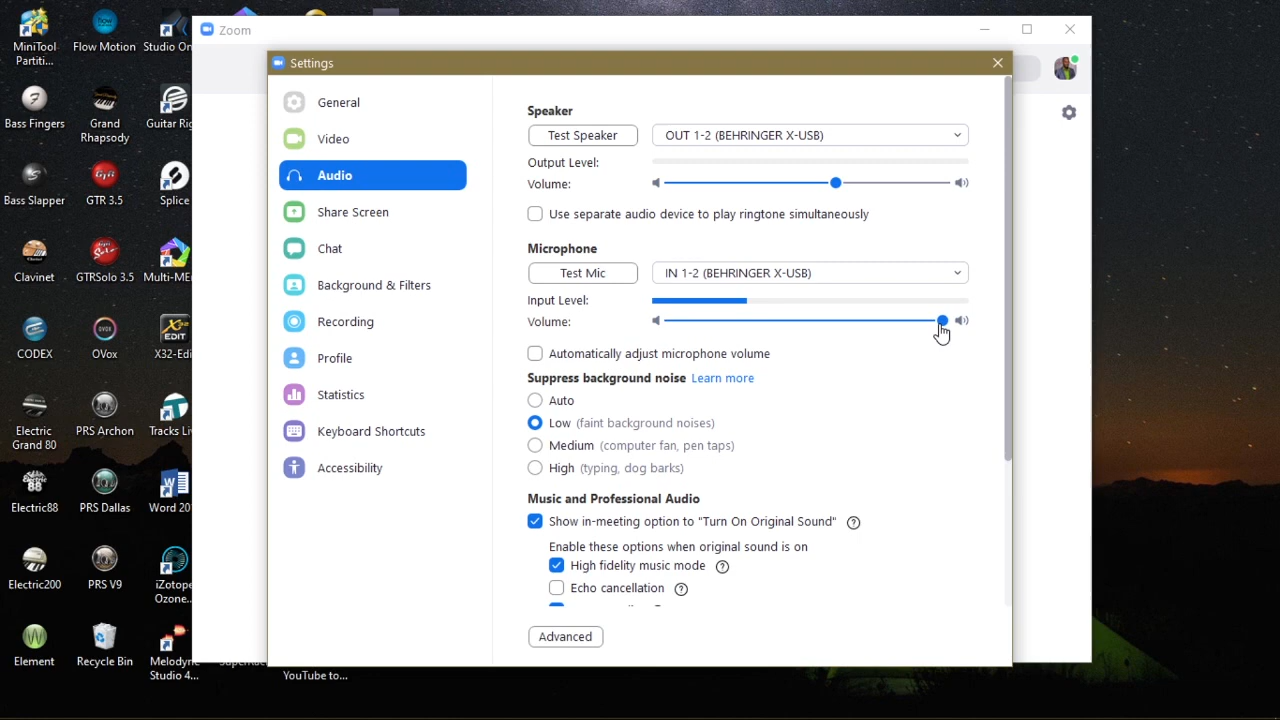 Zoom
Settings
General
Video
Audio
Share Screen
Chat
Background & Filters
Recording
Profile
Statistics
Keyboard Shortcuts
Accessibility
Speaker
Test Speaker
OUT 1-2 (BEHRINGER X-USB)
Output Level:
Volume:
Use separate audio device to play ringtone simultaneously
Microphone
Test Mic
IN 1-2 (BEHRINGER X-USB)
Input Level:
Volume:
Automatically adjust microphone volume
Suppress background noise Learn more
Auto
Low (faint background noises)
Medium (computer fan, pen taps)
High (typing, dog barks)
Music and Professional Audio
Show in-meeting option to "Turn On Original Sound"
Enable these options when original sound is on
High fidelity music mode
Echo cancellation
Advanced
MiniTool
Partiti...
Flow Motion
Studio On
Bass Fingers
Grand
Rhapsody
Guitar Rig
Bass Slapper
GTR 3.5
Splice
Clavinet
GTRSolo 3.5
Multi-ME
CODEX
OVox
X32-Edi
Electric
Grand 80
PRS Archon
Tracks Li
Electric88
PRS Dallas
Word 20
Electric200
PRS V9
iZotope
Ozone...
Element
Recycle Bin
Melodyne
Studio 4...
YouTube to...